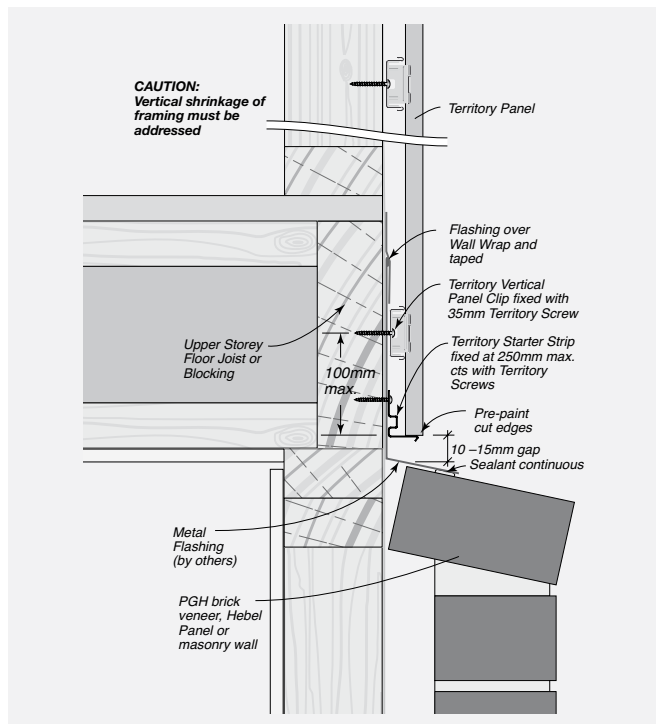 CAUTION:
Vertical shrinkage of
framing must be
addressed
Territory Panel
Flashing over
Wall Wrap and
taped
Territory Vertical
Panel Clip fixed with
35mm Territory Screw
Upper Storey
Floor Joist or
Blocking
100mm
max.
Territory Starter Strip
fixed at 250mm max.
cts with Territory
Screws
Pre-paint
cut edges
10 –15mm gap
Sealant continuous
Metal
Flashing
(by others)
PGH brick
veneer, Hebel
Panel or
masonry wall